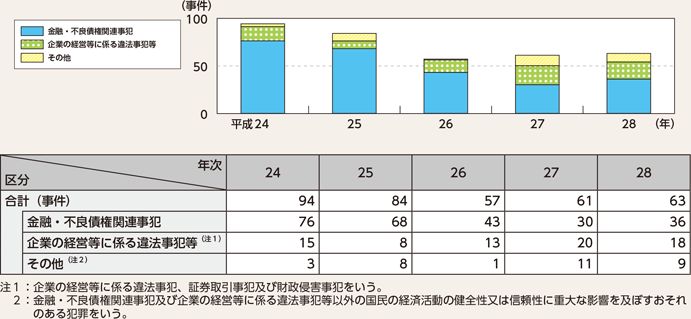 (事件)
金融・不良債権関連事犯
企業の経営等に係る違法事犯等
その他
100
50
0
平成24 25 26 27 28 (年)
年次
区分
24 25 26 27 28
合計(事件) 94 84 57 61 63
金融・不良債権関連事犯 76 68 43 30 36
企業の経営等に係る違法事犯等(注1) 15 8 13 20 18
その他(注2) 3 8 1 11 9
注1:企業の経営等に係る違法事犯、証券取引事犯及び財政侵害事犯をいう。
2:金融・不良債権関連事犯及び企業の経営等に係る違法事犯等以外の国民の経済活動の健全性又は信頼性に重大な影響を及ぼすおそれ
のある犯罪をいう。